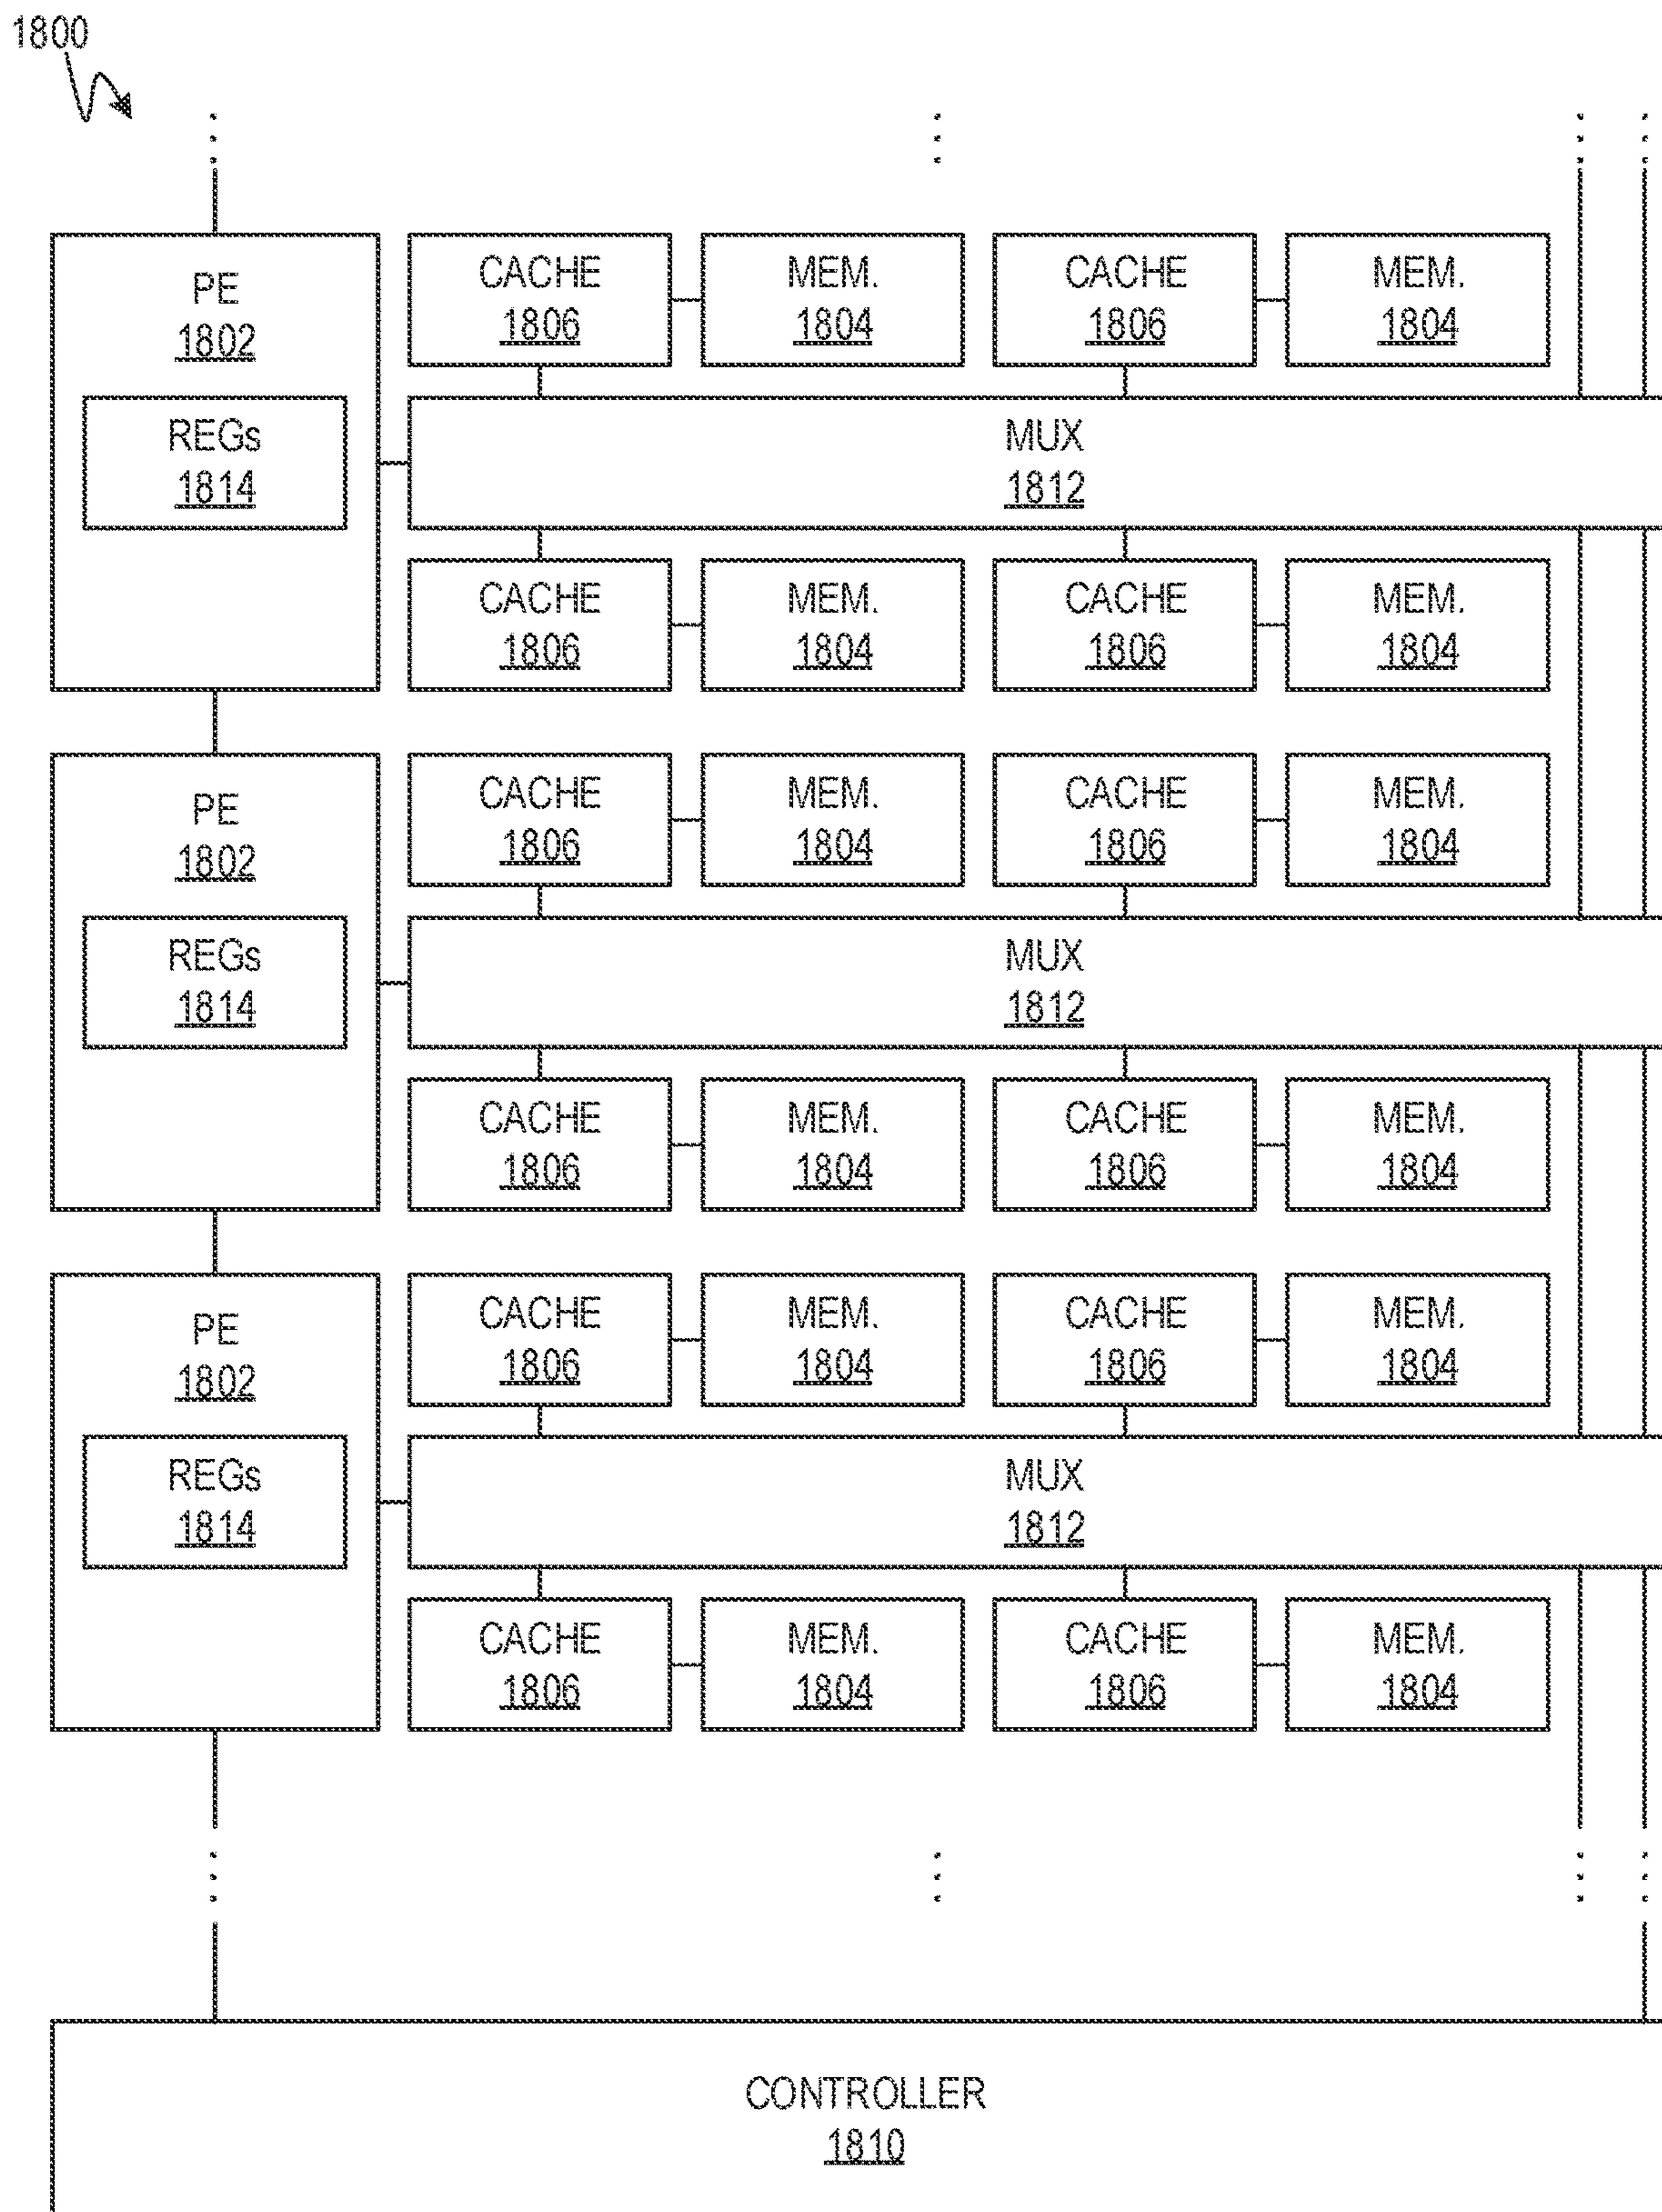 1800
PE
1802
REGs
1814
CACHE
1806
MEM.
1804
CACHE
1806
MEM.
1804
MUX
1812
CACHE
1806
MEM.
1804
CACHE
1806
MEM.
1804
PE
1802
REGs
1814
CACHE
1806
MEM.
1804
CACHE
1806
MEM.
1804
MUX
1812
CACHE
1806
MEM.
1804
CACHE
1806
MEM.
1804
PE
1802
REGs
1814
CACHE
1806
MEM.
1804
CACHE
1806
MEM.
1804
MUX
1812
CACHE
1806
MEM.
1804
CACHE
1806
MEM.
1804
CONTROLLER
1810